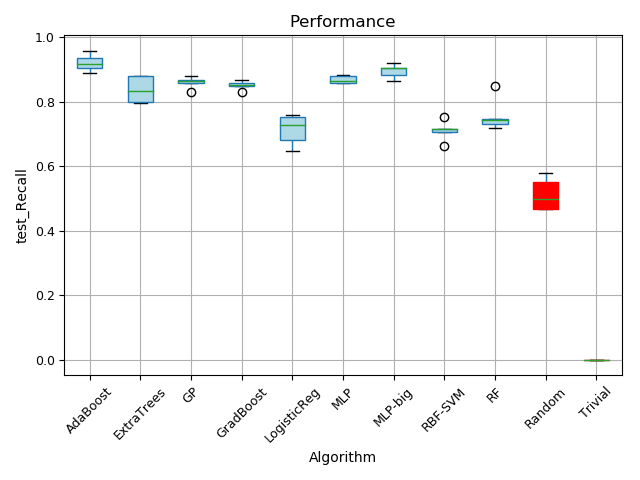 Performance
test_Recall
1.0
0.8
0.6
0.4
0.2
0.0
AdaBoost
ExtraTrees
GP
GradBoost
LogisticReg
MLP
MLP-big
RBF-SVM
RF
Random
Trivial
Algorithm